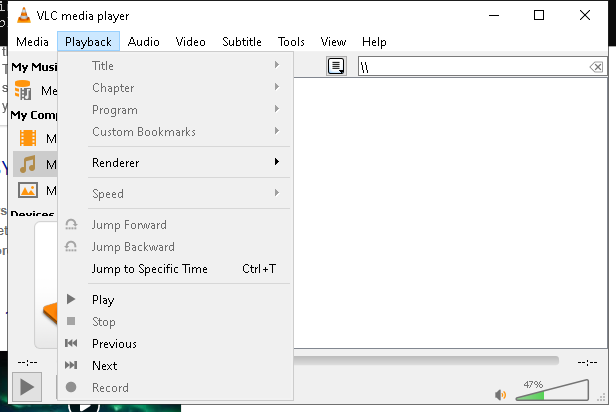 VLC media player
Media Playback Audio Video Subtitle Tools View Help
My Musi
Title
\\
Me
Chapter
My Comp
Program
M
Custom Bookmarks
M
Renderer
M
Speed
Devices
Jump Forward
Jump Backward
Jump to Specific Time Ctrl+T
Play
Stop
Previous
--:--
Next
--:--
Record
47%